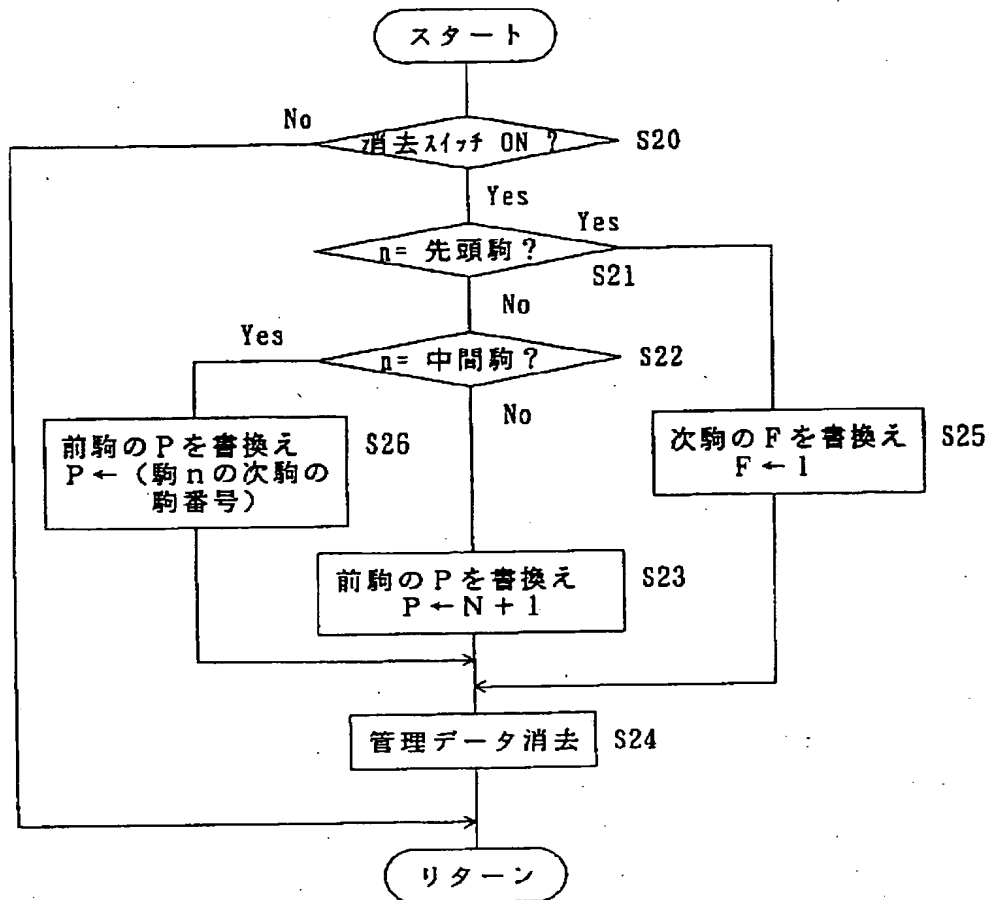 スタート
No
消去スイッチ ON ?
S20
Yes
Yes
n= 先頭駒?
S21
No
Yes
n= 中間駒?
S22
No
前駒のPを書換え
P←(駒nの次駒の
駒番号)
S26
次駒のFを書換え
F←1
S25
前駒のPを書換え
P←N+1
S23
管理データ消去
S24
リターン